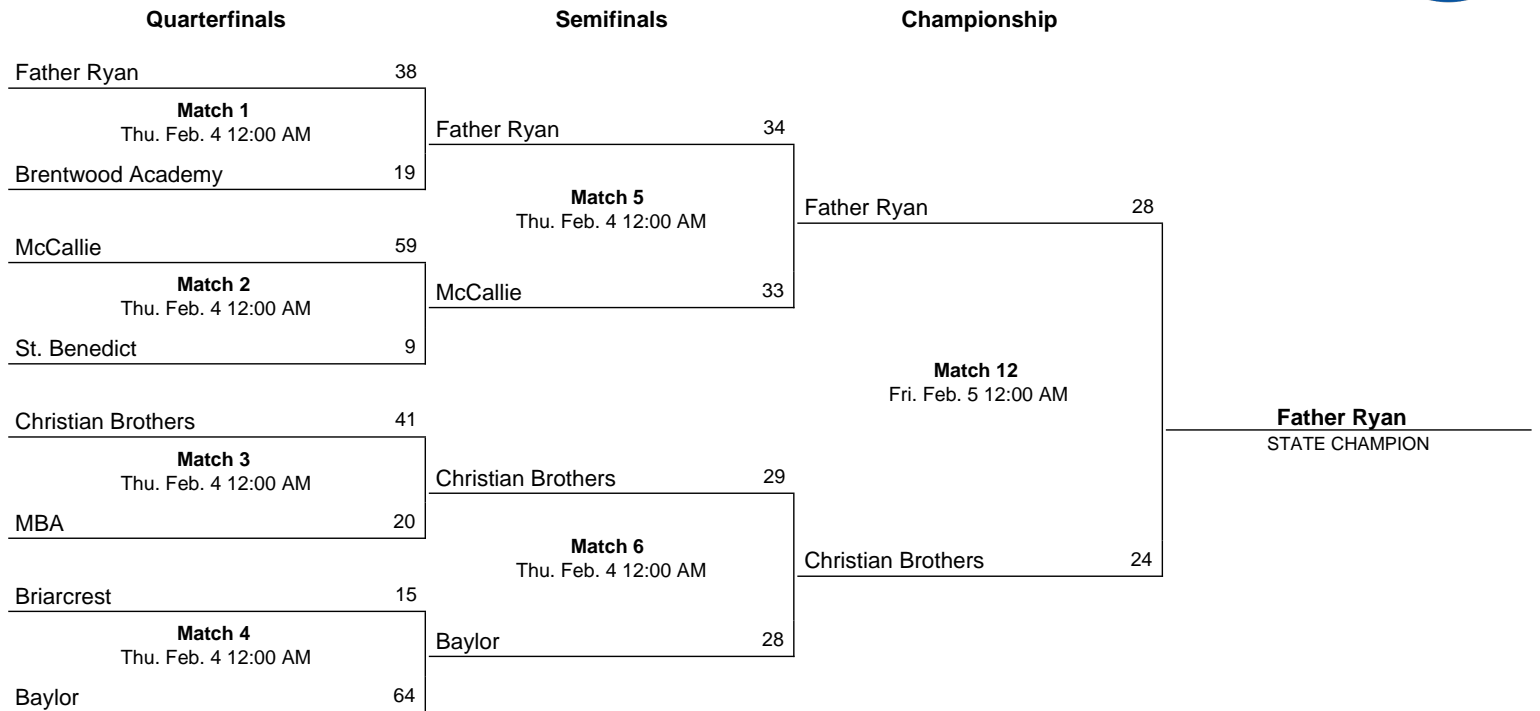 Quarterfinals Semifinals Championship
Father Ryan 38
Match 1
Thu. Feb. 4 12:00 AM
Brentwood Academy 19
McCallie 59
Match 2
Thu. Feb. 4 12:00 AM
St. Benedict 9
Christian Brothers 41
Match 3
Thu. Feb. 4 12:00 AM
MBA 20
Briarcrest 15
Match 4
Thu. Feb. 4 12:00 AM
Baylor 64
Father Ryan 34
Match 5
Thu. Feb. 4 12:00 AM
McCallie 33
Christian Brothers 29
Match 6
Thu. Feb. 4 12:00 AM
Baylor 28
Father Ryan 28
Match 12
Fri. Feb. 5 12:00 AM
Christian Brothers 24
Father Ryan
STATE CHAMPION